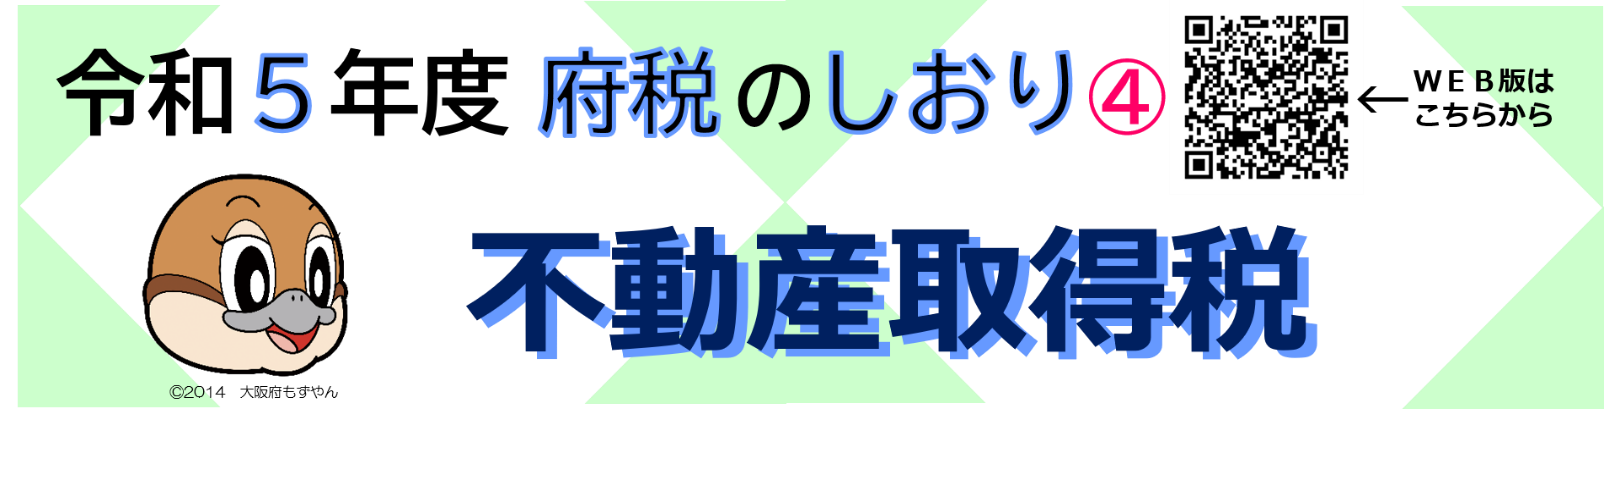 令和５年度 府税のしおり④
←ＷＥＢ版は
こちらから
不動産取得税
©2014　大阪府もずやん